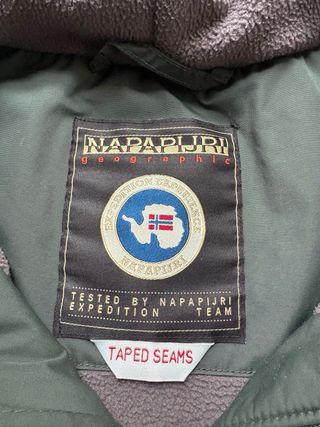 NAPAPIJRI
geographic
EXPEDITION EXPERIENCE
NAPAPIJRI
TESTED BY NAPAPIJRI
EXPEDITION TEAM
TAPED SEAMS